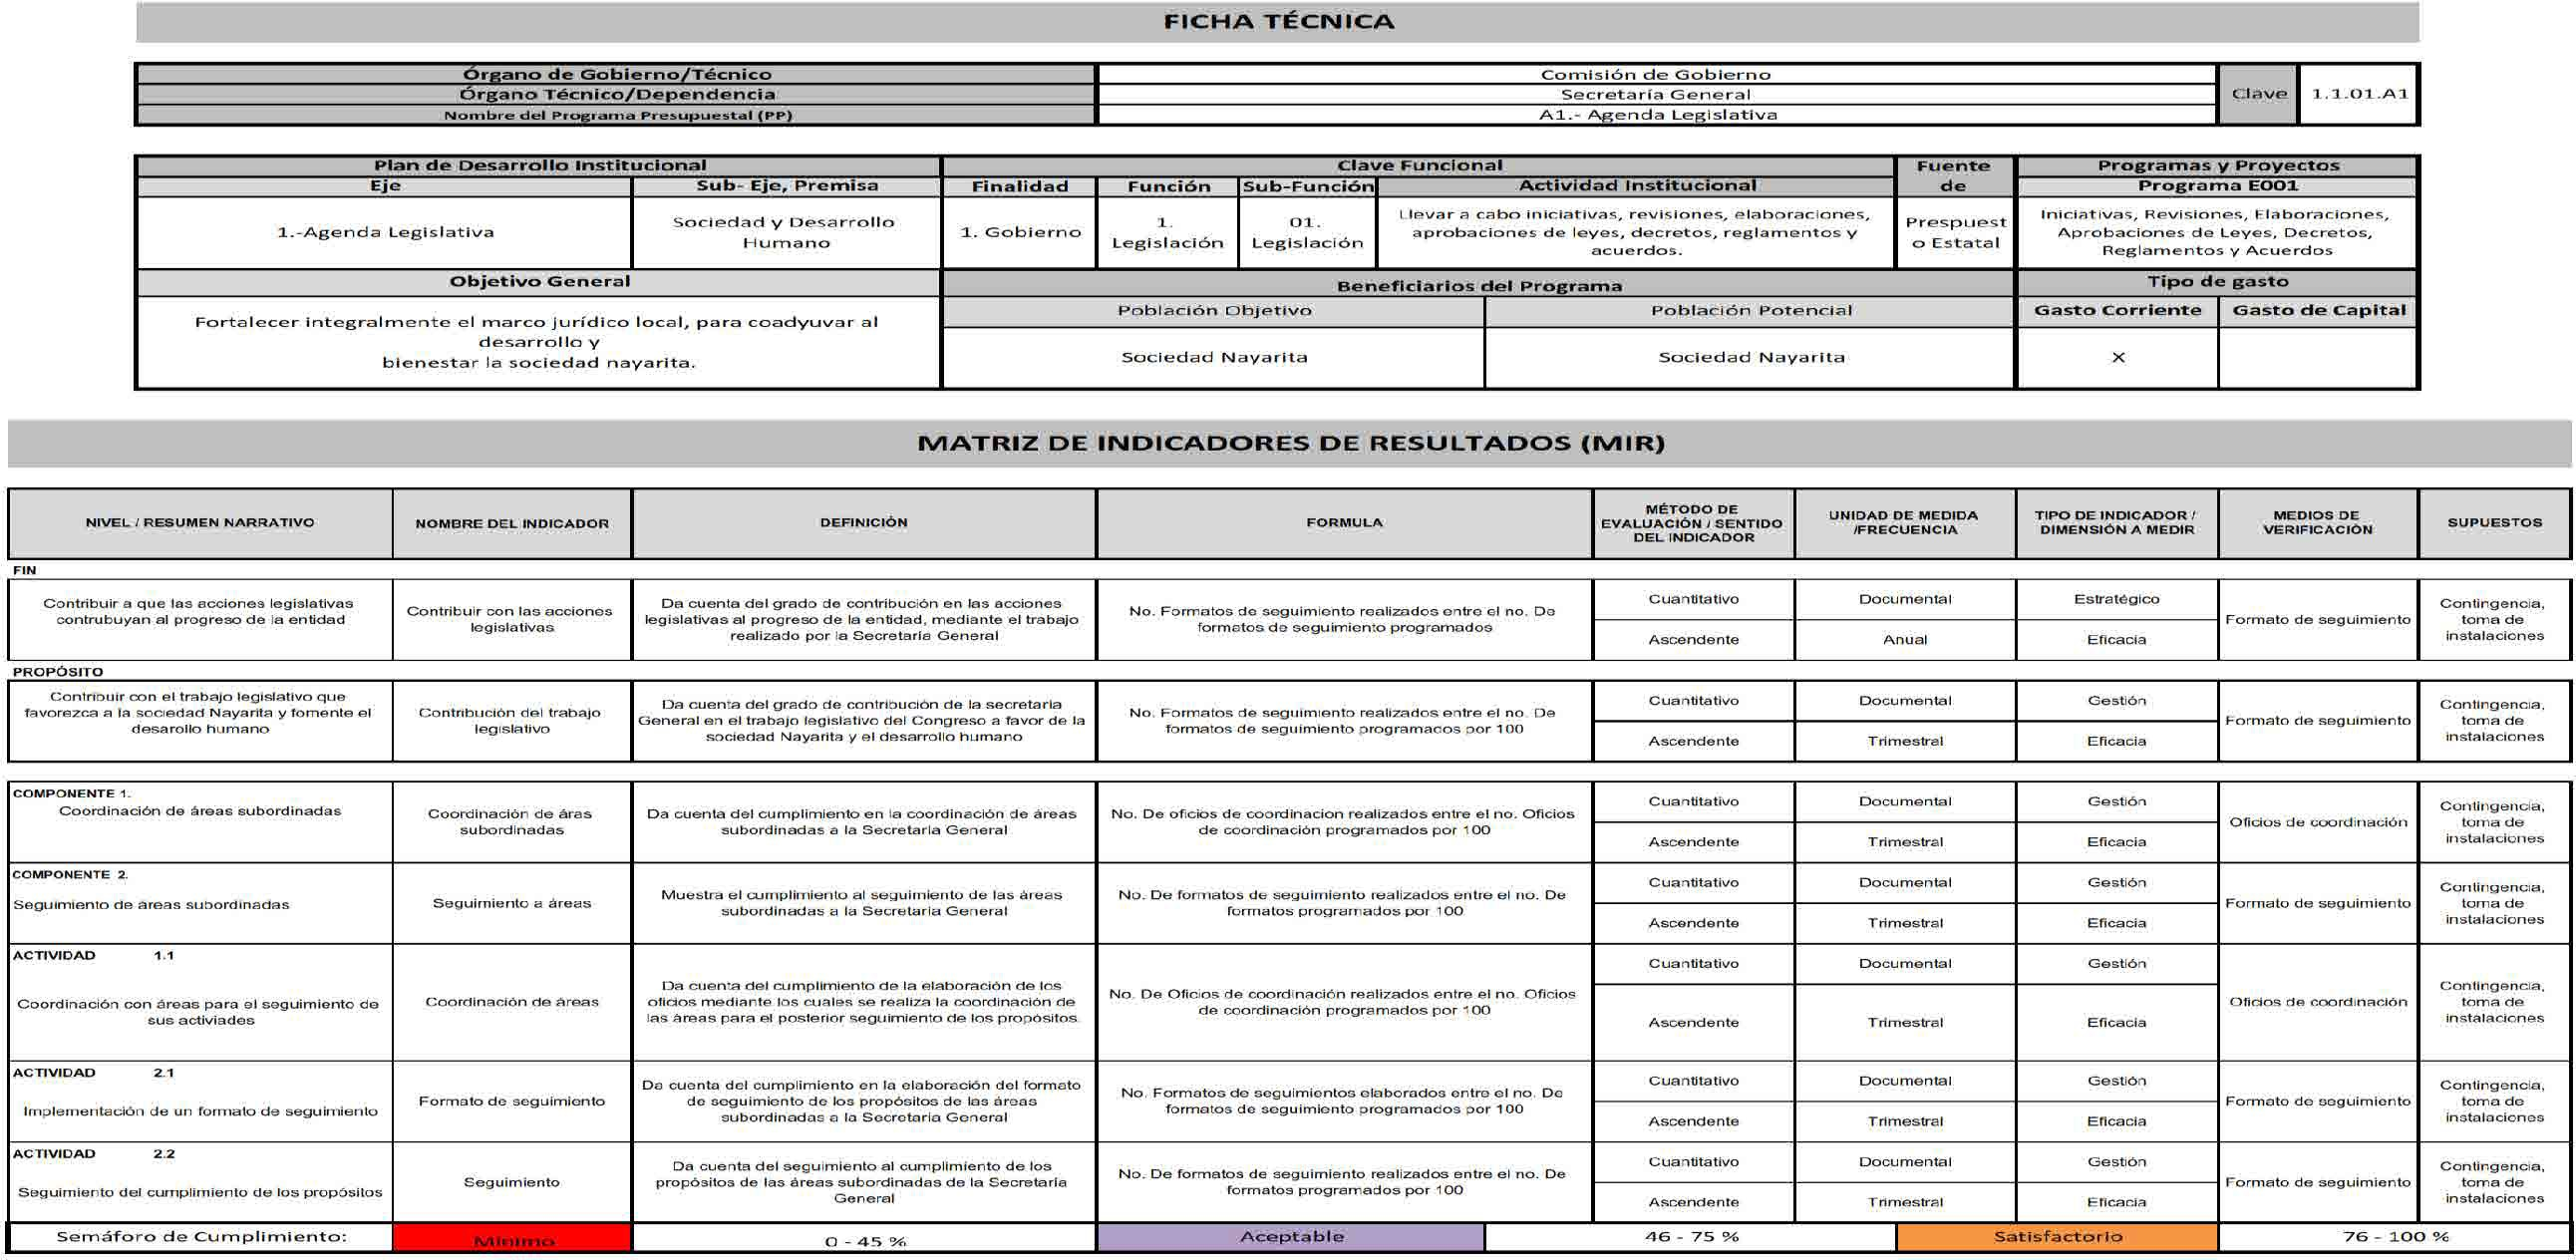 FICHA TÉCNICA
Órgano de Gobierno/Técnico
Comisión de Gobierno
Clave
1.1.01.A1
Órgano Técnico/Dependencia
Secretaría General
Nombre del Programa Presupuestal (PP)
A1.- Agenda Legislativa
Plan de Desarrollo Institucional
Clave Funcional
Fuente
de
Programas y Proyectos
Eje
Sub- Eje, Premisa
Finalidad
Función
Sub-Función
Actividad Institucional
Programa E001
1.-Agenda Legislativa
Sociedad y Desarrollo
Humano
1. Gobierno
1.
Legislación
01.
Legislación
Llevar a cabo iniciativas, revisiones, elaboraciones,
aprobaciones de leyes, decretos, reglamentos y
acuerdos.
Prespuest
o Estatal
Iniciativas, Revisiones, Elaboraciones,
Aprobaciones de Leyes, Decretos,
Reglamentos y Acuerdos
Objetivo General
Beneficiarios del Programa
Tipo de gasto
Población Objetivo
Población Potencial
Gasto Corriente
Gasto de Capital
Fortalecer integralmente el marco jurídico local, para coadyuvar al
desarrollo y
bienestar la sociedad nayarita.
Sociedad Nayarita
Sociedad Nayarita
X
MATRIZ DE INDICADORES DE RESULTADOS (MIR)
NIVEL / RESUMEN NARRATIVO
NOMBRE DEL INDICADOR
DEFINICIÓN
FORMULA
MÉTODO DE
EVALUACIÓN / SENTIDO
DEL INDICADOR
UNIDAD DE MEDIDA
/FRECUENCIA
TIPO DE INDICADOR /
DIMENSIÓN A MEDIR
MEDIOS DE
VERIFICACIÓN
SUPUESTOS
FIN
Contribuir a que las acciones legislativas
contrubuyan al progreso de la entidad
Contribuir con las acciones
legislativas
Da cuenta del grado de contribución en las acciones
legislativas al progreso de la entidad, mediante el trabajo
realizado por la Secretaría General
No. Formatos de seguimiento realizados entre el no. De
formatos de seguimiento programados
Cuantitativo
Documental
Estratégico
Ascendente
Anual
Eficacia
Formato de seguimiento
Contingencia,
toma de
instalaciones
PROPÓSITO
Contribuir con el trabajo legislativo que
favorezca a la sociedad Nayarita y fomente el
desarollo humano
Contribución del trabajo
legislativo
Da cuenta del grado de contribución de la secretaria
General en el trabajo legislativo del Congreso a favor de la
sociedad Nayarita y el desarrollo humano
No. Formatos de seguimiento realizados entre el no. De
formatos de seguimiento programados por 100
Cuantitativo
Documental
Gestión
Ascendente
Trimestral
Eficacia
Formato de seguimiento
Contingencia,
toma de
instalaciones
COMPONENTE 1.
Coordinación de áreas subordinadas
Coordinación de áras
subordinadas
Da cuenta del cumplimiento en la coordinación de áreas
subordinadas a la Secretaría General
No. De oficios de coordinacion realizados entre el no. Oficios
de coordinación programados por 100
Cuantitativo
Documental
Gestión
Ascendente
Trimestral
Eficacia
Oficios de coordinación
Contingencia,
toma de
instalaciones
COMPONENTE 2.
Seguimiento de áreas subordinadas
Seguimiento a áreas
Muestra el cumplimiento al seguimiento de las áreas
subordinadas a la Secretaría General
No. De formatos de seguimiento realizados entre el no. De
formatos programados por 100
Cuantitativo
Documental
Gestión
Ascendente
Trimestral
Eficacia
Formato de seguimiento
Contingencia,
toma de
instalaciones
ACTIVIDAD 1.1
Coordinación con áreas para el seguimiento de
sus activiades
Coordinación de áreas
Da cuenta del cumplimiento de la elaboración de los
oficios mediante los cuales se realiza la coordinación de
las áreas para el posterior seguimiento de los propósitos.
No. De Oficios de coordinación realizados entre el no. Oficios
de coordinación programados por 100
Cuantitativo
Documental
Gestión
Ascendente
Trimestral
Eficacia
Oficios de coordinación
Contingencia,
toma de
instalaciones
ACTIVIDAD 2.1
Implementación de un formato de seguimiento
Formato de seguimiento
Da cuenta del cumplimiento en la elaboración del formato
de seguimiento de los propósitos de las áreas
subordinadas a la Secretaría General
No. Formatos de seguimientos elaborados entre el no. De
formatos de seguimiento programados por 100
Cuantitativo
Documental
Gestión
Ascendente
Trimestral
Eficacia
Formato de seguimiento
Contingencia,
toma de
instalaciones
ACTIVIDAD 2.2
Seguimiento del cumplimiento de los propósitos
Seguimiento
Da cuenta del seguimiento al cumplimiento de los
propósitos de las áreas subordinadas de la Secretaría
General
No. De formatos de seguimiento realizados entre el no. De
formatos programados por 100
Cuantitativo
Documental
Gestión
Ascendente
Trimestral
Eficacia
Formato de seguimiento
Contingencia,
toma de
instalaciones
Semáforo de Cumplimiento:
Mínimo
0 - 45 %
Aceptable
46 - 75 %
Satisfactorio
76 - 100 %